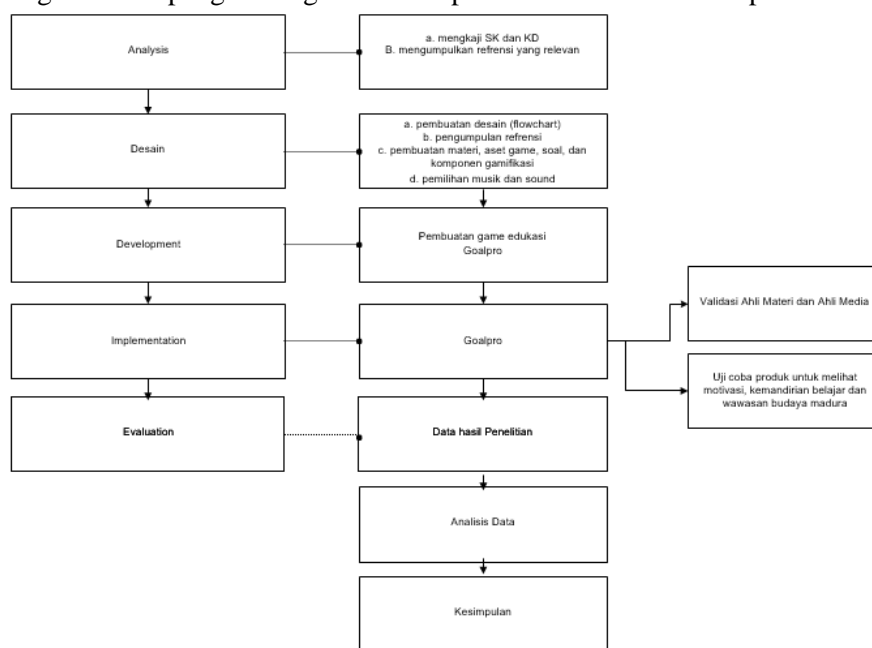 Analysis
a. mengkaji SK dan KD
B. mengumpulkan refrensi yang relevan
Desain
a. pembuatan desain (flowchart)
b. pengumpulan refrensi
c. pembuatan materi, aset game, soal, dan
komponen gamifikasi
d. pemilihan musik dan sound
Development
Pembuatan game edukasi
Goalpro
Implementation
Goalpro
Validasi Ahli Materi dan Ahli Media
Uji coba produk untuk melihat
motivasi, kemandirian belajar dan
wawasan budaya madura
Evaluation
Data hasil Penelitian
Analisis Data
Kesimpulan